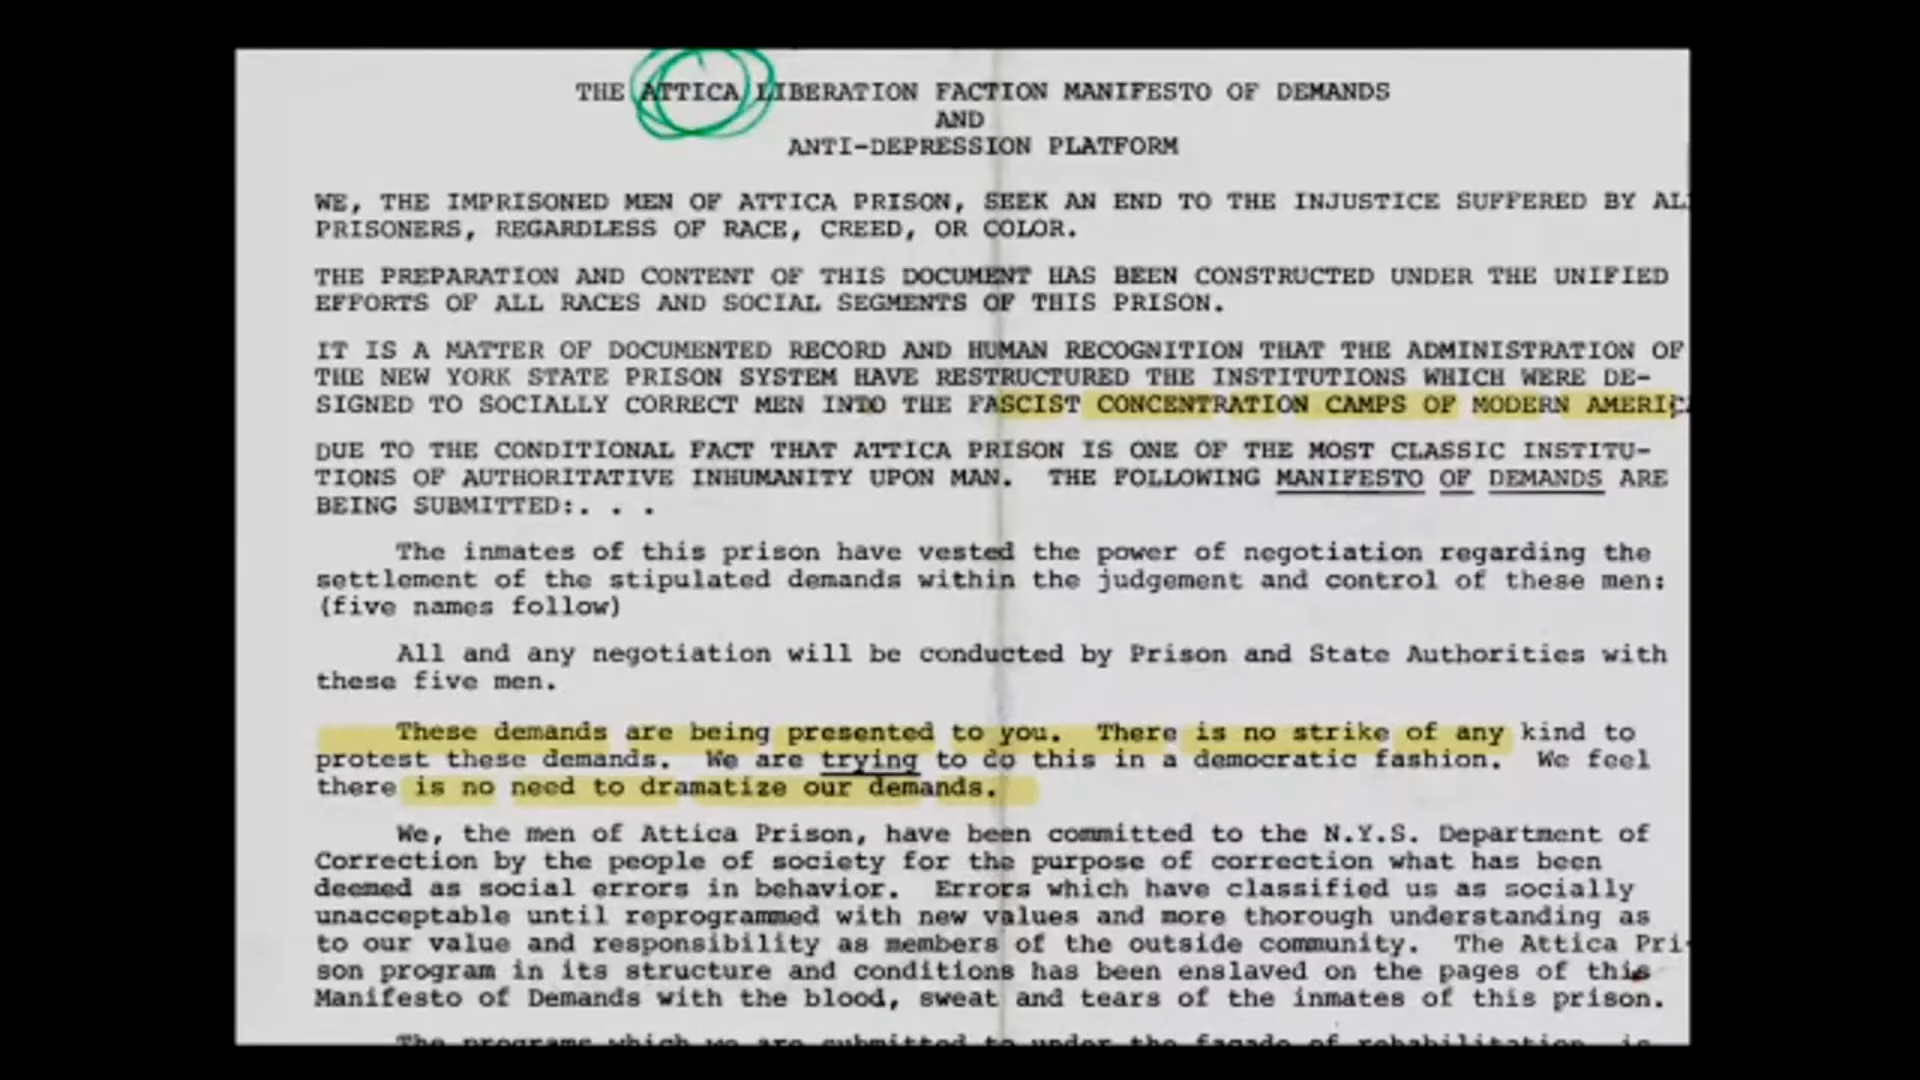 THE ATTICA LIBERATION FACTION MANIFESTO OF DEMANDS
AND
ANTI-DEPRESSION PLATFORM
WE, THE IMPRISONED MEN OF ATTICA PRISON, SEEK AN END TO THE INJUSTICE SUFFERED BY AL
PRISONERS, REGARDLESS OF RACE, CREED, OR COLOR.
THE PREPARATION AND CONTENT OF THIS DOCUMENT HAS BEEN CONSTRUCTED UNDER THE UNIFIED
EFFORTS OF ALL RACES AND SOCIAL SEGMENTS OF THIS PRISON.
IT IS A MATTER OF DOCUMENTED RECORD AND HUMAN RECOGNITION THAT THE ADMINISTRATION OF
THE NEW YORK STATE PRISON SYSTEM HAVE RESTRUCTURED THE INSTITUTIONS WHICH WERE DE-
SIGNED TO SOCIALLY CORRECT MEN INTO THE FASCIST CONCENTRATION CAMPS OF MODERN AMERIC
DUE TO THE CONDITIONAL FACT THAT ATTICA PRISON IS ONE OF THE MOST CLASSIC INSTITU-
TIONS OF AUTHORITATIVE INHUMANITY UPON MAN. THE FOLLOWING MANIFESTO OF DEMANDS ARE
BEING SUBMITTED:. . .
The inmates of this prison have vested the power of negotiation regarding the
settlement of the stipulated demands within the judgement and control of these men:
(five names follow)
All and any negotiation will be conducted by Prison and State Authorities with
these five men.
These demands are being presented to you. There is no strike of any kind to
protest these demands. We are trying to do this in a democratic fashion. We feel
there is no need to dramatize our demands.
We, the men of Attica Prison, have been committed to the N.Y.S. Department of
Correction by the people of society for the purpose of correction what has been
deemed as social errors in behavior. Errors which have classified us as socially
unacceptable until reprogrammed with new values and more thorough understanding as
to our value and responsibility as members of the outside community. The Attica Pri-
son program in its structure and conditions has been enslaved on the pages of this
Manifesto of Demands with the blood, sweat and tears of the inmates of this prison.
The programs which we are submitted to under the façade of rehabilitation, is